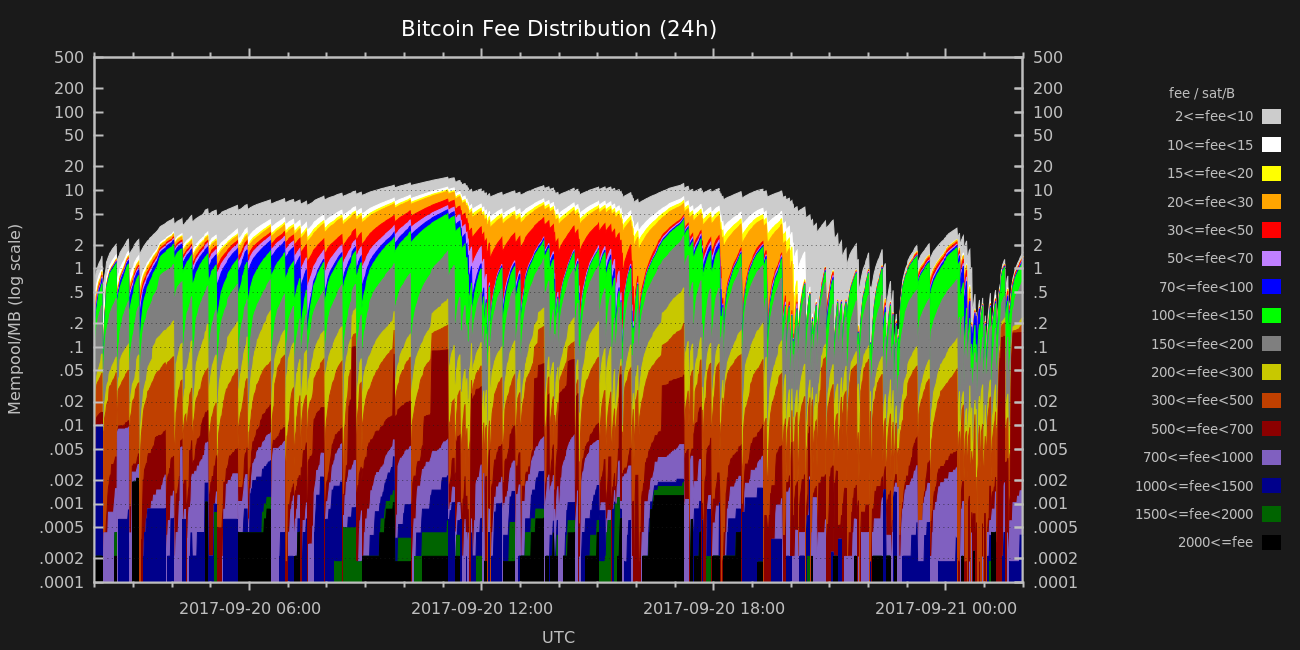 Bitcoin Fee Distribution (24h)
500
200
100
50
20
10
5
2
1
.5
.2
.1
.05
.02
.01
.005
.002
.001
.0005
.0002
.0001
Mempool/MB (log scale)
500
200
100
50
20
10
5
2
1
.5
.2
.1
.05
.02
.01
.005
.002
.001
.0005
.0002
.0001
2017-09-20 06:00
2017-09-20 12:00
2017-09-20 18:00
2017-09-21 00:00
UTC
fee / sat/B
2<=fee<10
10<=fee<15
15<=fee<20
20<=fee<30
30<=fee<50
50<=fee<70
70<=fee<100
100<=fee<150
150<=fee<200
200<=fee<300
300<=fee<500
500<=fee<700
700<=fee<1000
1000<=fee<1500
1500<=fee<2000
2000<=fee